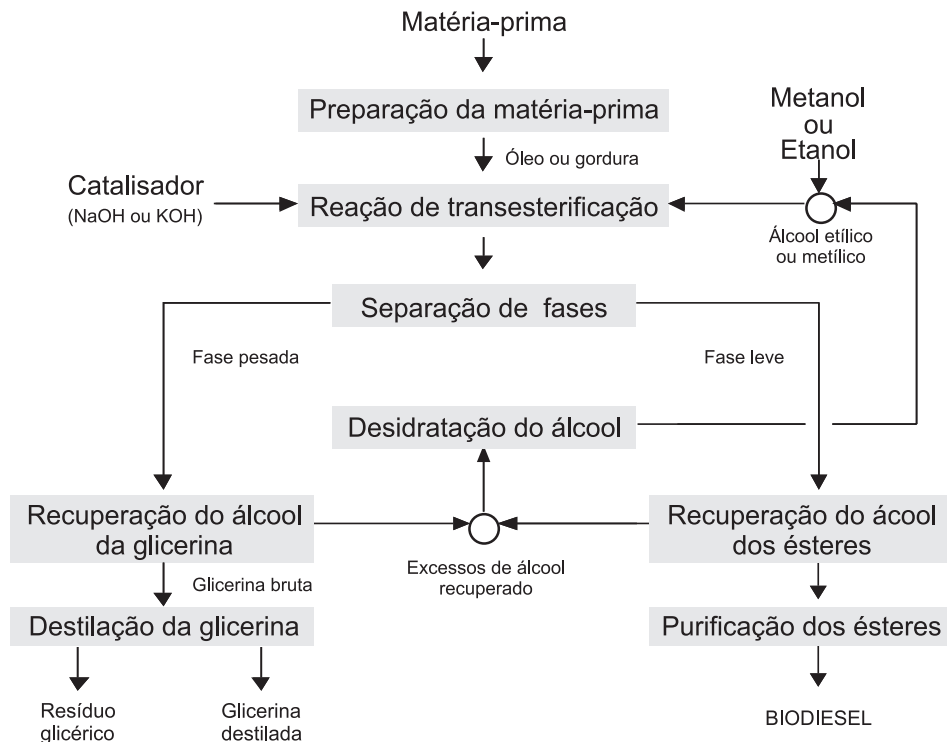 Matéria-prima
Preparação da matéria-prima
Metanol
ou
Etanol
Óleo ou gordura
Catalisador
(NaOH ou KOH)
Reação de transesterificação
Álcool etílico
ou metílico
Separação de fases
Fase pesada
Fase leve
Desidratação do álcool
Recuperação do álcool
da glicerina
Recuperação do ácool
dos ésteres
Excessos de álcool
recuperado
Glicerina bruta
Destilação da glicerina
Purificação dos ésteres
Resíduo
glicérico
Glicerina
destilada
BIODIESEL